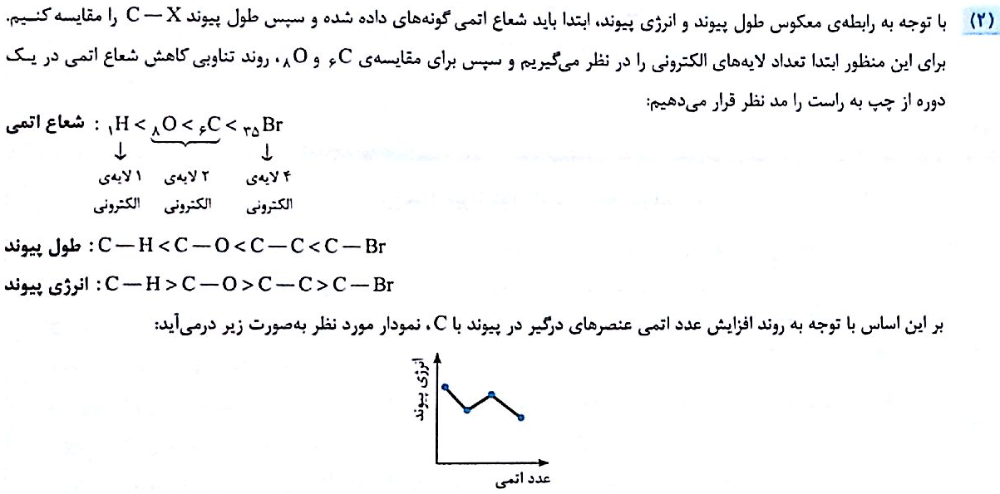 (۲) با توجه به رابطه‌ی معکوس طول پیوند و انرژی پیوند، ابتدا باید شعاع اتمی گونه‌های داده شده و سپس طول پیوند C — X را مقایسه کنیم.
برای این منظور ابتدا تعداد لایه‌های الکترونی را در نظر می‌گیریم و سپس برای مقایسه‌ی ₆C و ₈O، روند تناوبی کاهش شعاع اتمی در یک
دوره از چپ به راست را مد نظر قرار می‌دهیم:
شعاع اتمی : ₁H < ₈O < ₆C < ₃₅Br
۱ لایه‌ی ۲ لایه‌ی ۴ لایه‌ی
الکترونی الکترونی الکترونی
طول پیوند : C — H < C — O < C — C < C — Br
انرژی پیوند : C — H > C — O > C — C > C — Br
بر این اساس با توجه به روند افزایش عدد اتمی عنصرهای درگیر در پیوند با C، نمودار مورد نظر به‌صورت زیر درمی‌آید:
انرژی پیوند
عدد اتمی